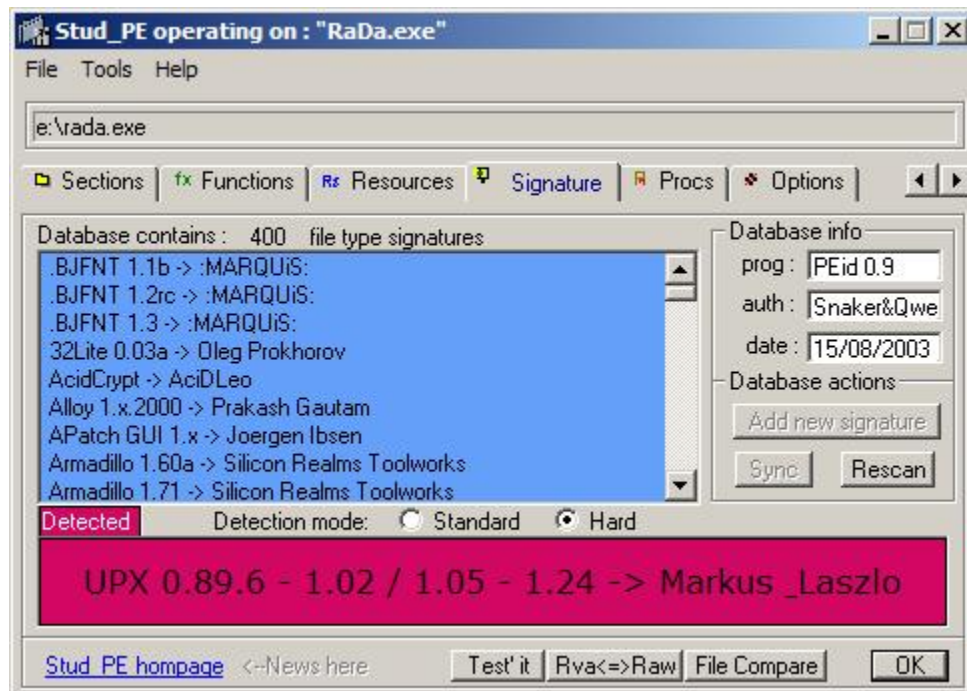 Stud_PE operating on : "RaDa.exe"
File Tools Help
e:\rada.exe
Sections fx Functions Rs Resources Signature Procs Options
Database contains : 400 file type signatures
.BJFNT 1.1b -> :MARQUiS:
.BJFNT 1.2rc -> :MARQUiS:
.BJFNT 1.3 -> :MARQUiS:
32Lite 0.03a -> Oleg Prokhorov
AcidCrypt -> AciDLeo
Alloy 1.x.2000 -> Prakash Gautam
APatch GUI 1.x -> Joergen Ibsen
Armadillo 1.60a -> Silicon Realms Toolworks
Armadillo 1.71 -> Silicon Realms Toolworks
Database info
prog : PEid 0.9
auth : Snaker&Qwe
date : 15/08/2003
Database actions
Add new signature
Sync Rescan
Detected Detection mode: Standard Hard
UPX 0.89.6 - 1.02 / 1.05 - 1.24 -> Markus _Laszlo
Stud_PE hompage <--News here Test' it Rva<=>Raw File Compare OK